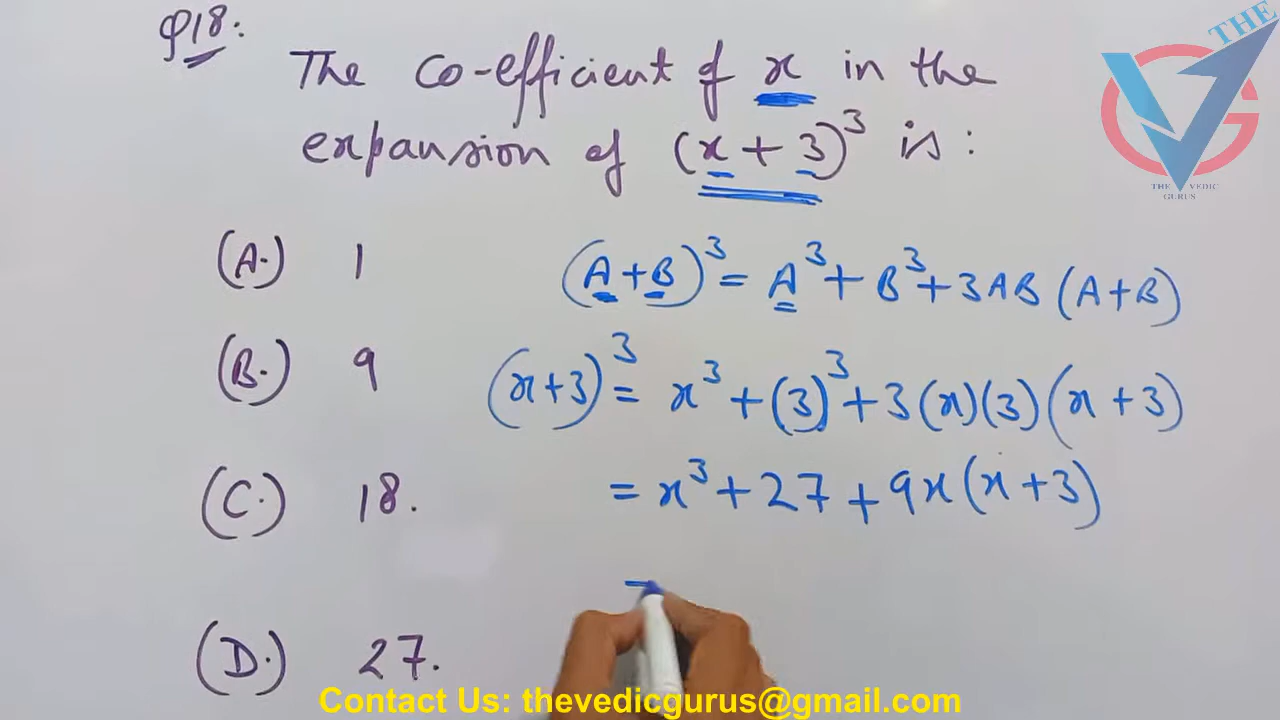 Q18:
The co-efficient of x in the
expansion of (x + 3)³ is:
(A.) 1
(A + B)³ = A³ + B³ + 3AB (A + B)
(B.) 9
(x + 3)³ = x³ + (3)³ + 3 (x)(3) (x + 3)
(C.) 18.
= x³ + 27 + 9x (x + 3)
(D.) 27.
THE
THE VEDIC
GURUS
Contact Us: thevedicgurus@gmail.com